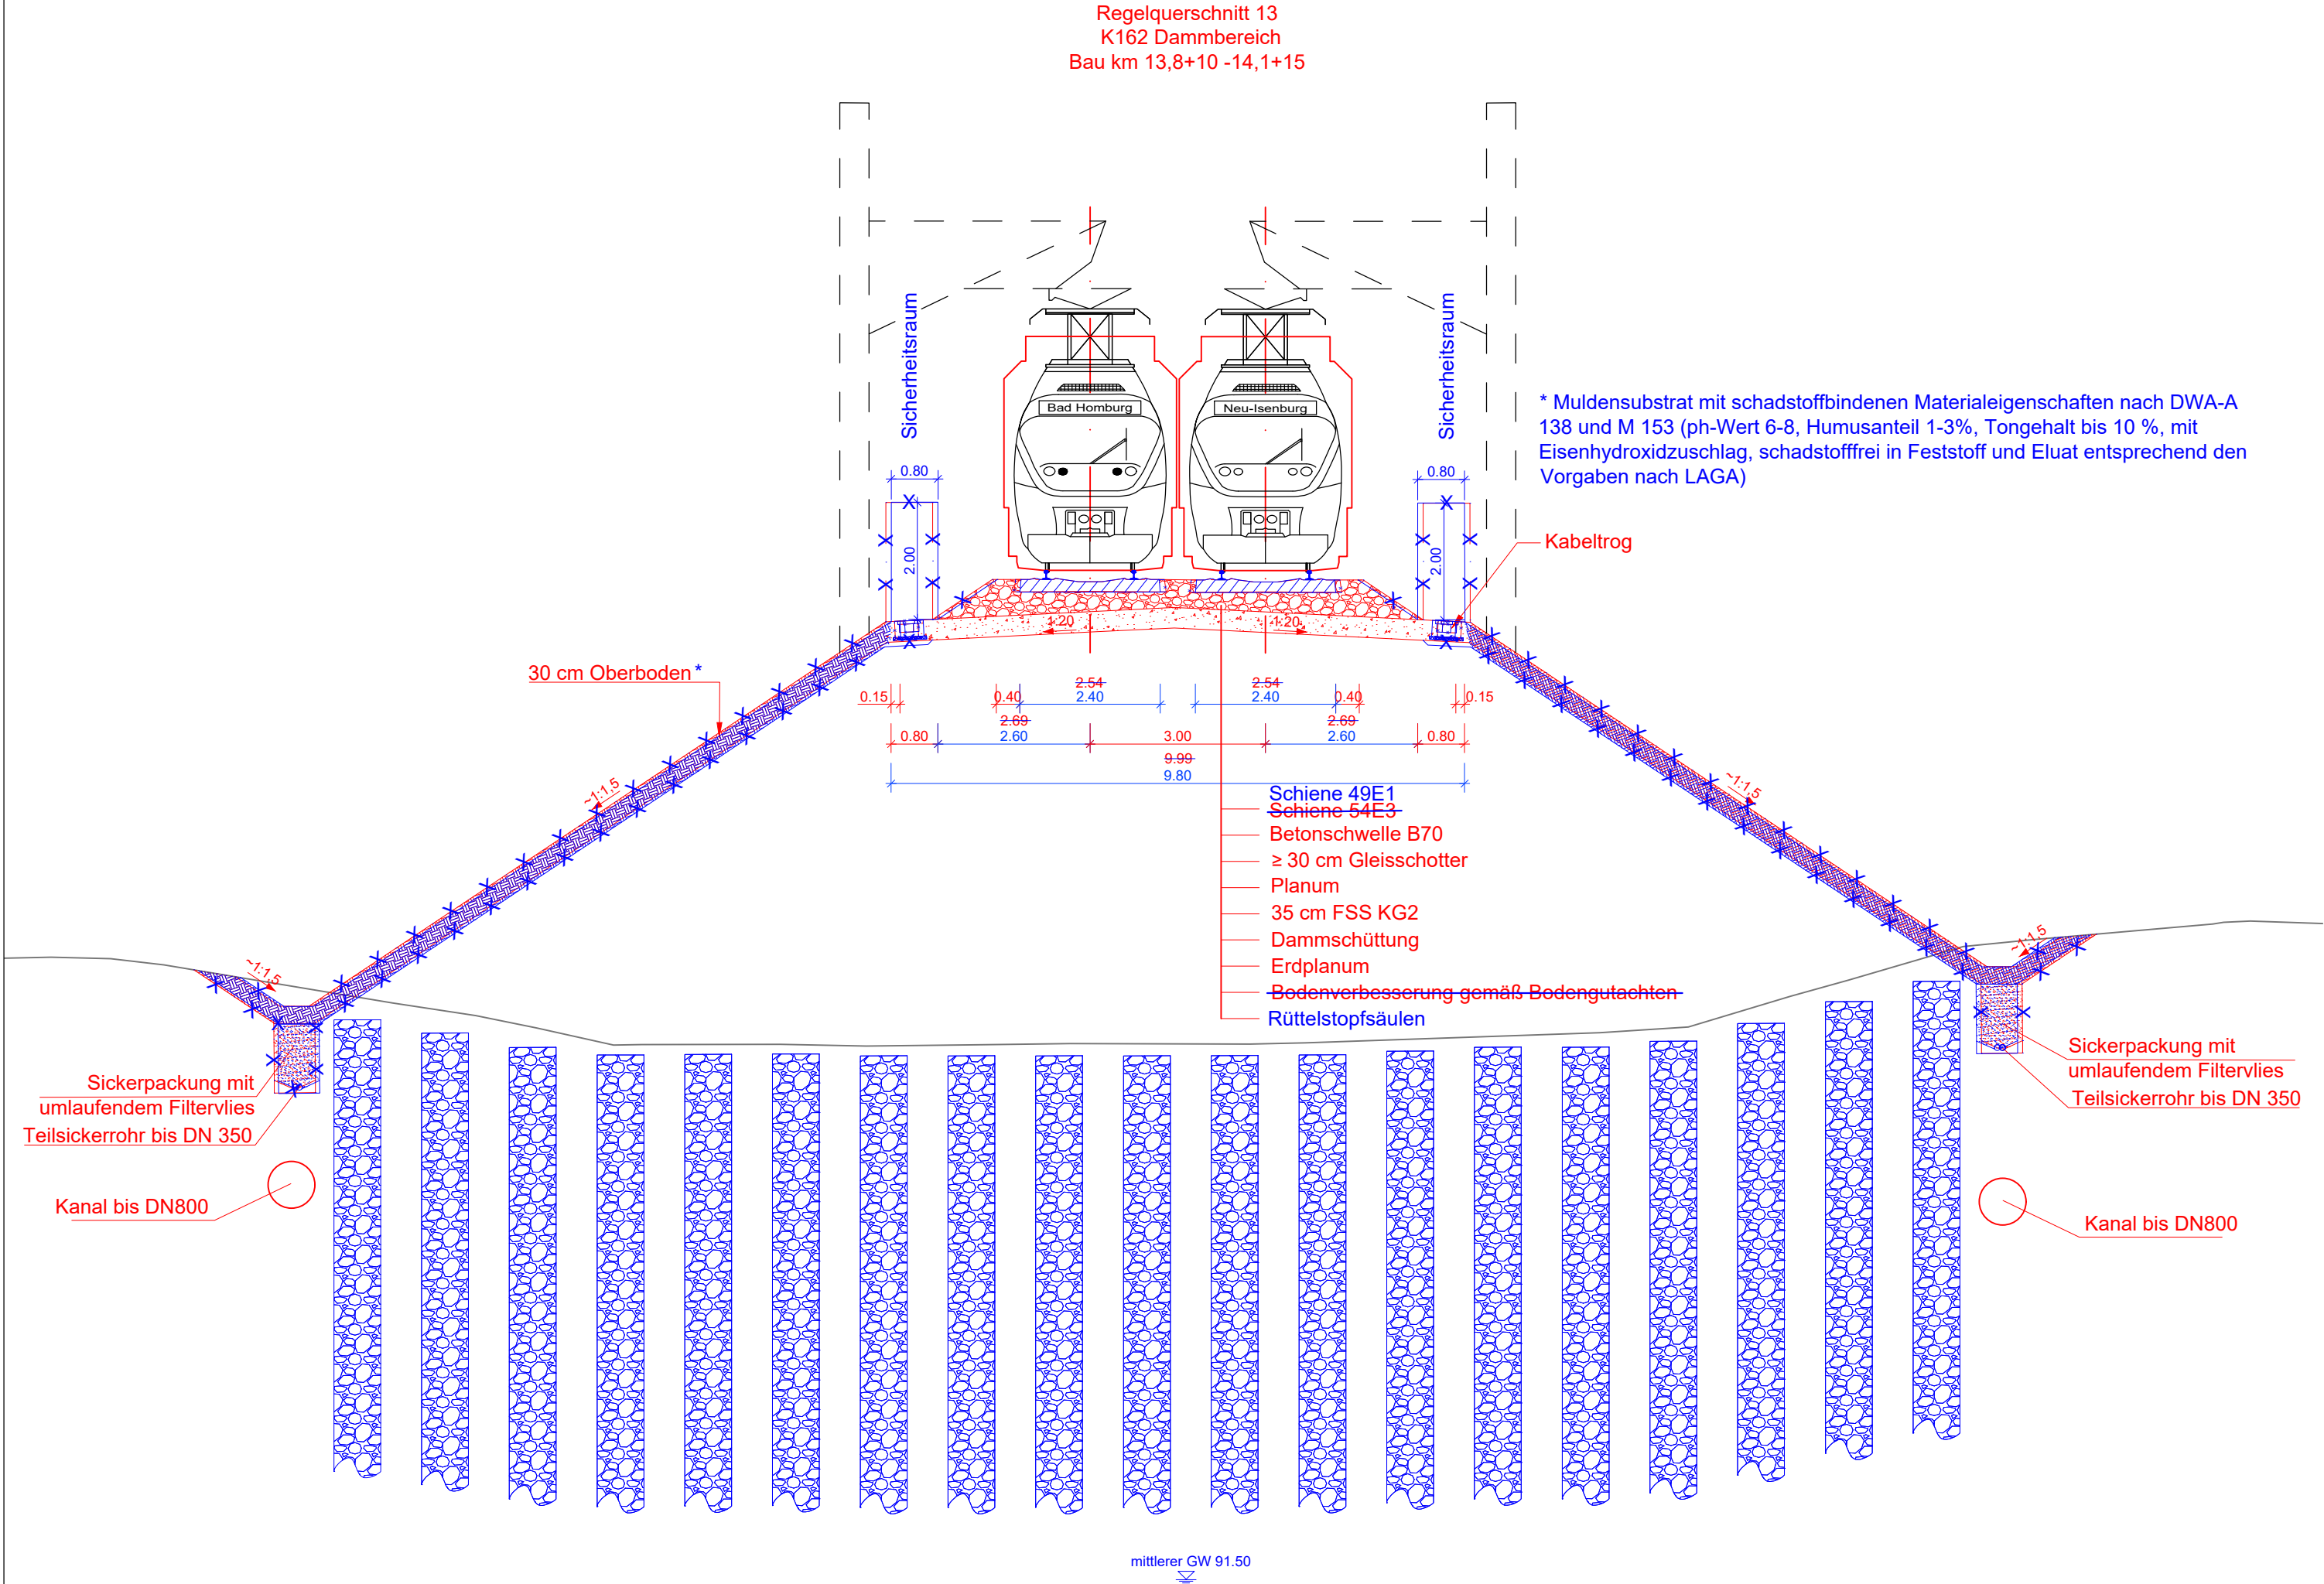 Regelquerschnitt 13
K162 Dammbereich
Bau km 13,8+10 -14,1+15
Sicherheitsraum
Sicherheitsraum
Bad Homburg
Neu-Isenburg
* Muldensubstrat mit schadstoffbindenen Materialeigenschaften nach DWA-A
138 und M 153 (ph-Wert 6-8, Humusanteil 1-3%, Tongehalt bis 10 %, mit
Eisenhydroxidzuschlag, schadstofffrei in Feststoff und Eluat entsprechend den
Vorgaben nach LAGA)
0.80
0.80
2.00
2.00
Kabeltrog
1:20
1:20
30 cm Oberboden *
2.54
2.54
0.15
0.40
2.40
2.40
0.40
0.15
2.69
2.69
0.80
2.60
3.00
2.60
0.80
9.99
9.80
~1:1,5
~1:1,5
Schiene 49E1
Schiene 54E3
Betonschwelle B70
≥ 30 cm Gleisschotter
Planum
35 cm FSS KG2
Dammschüttung
Erdplanum
Bodenverbesserung gemäß Bodengutachten
Rüttelstopfsäulen
~1:1,5
~1:1,5
Sickerpackung mit
umlaufendem Filtervlies
Teilsickerrohr bis DN 350
Kanal bis DN800
Sickerpackung mit
umlaufendem Filtervlies
Teilsickerrohr bis DN 350
Kanal bis DN800
mittlerer GW 91.50